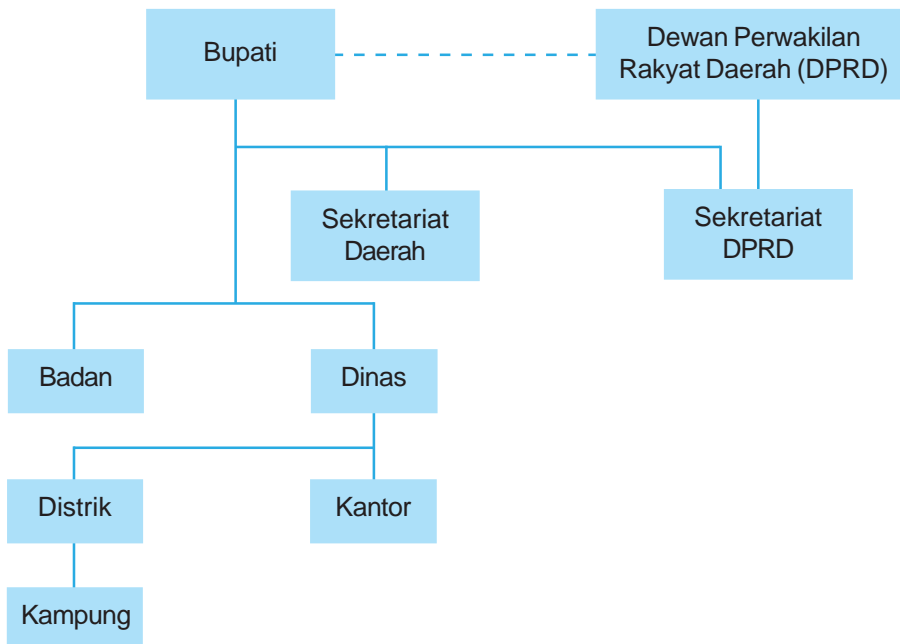 Bupati
Dewan Perwakilan
Rakyat Daerah (DPRD)
Sekretariat
Daerah
Sekretariat
DPRD
Badan
Dinas
Distrik
Kantor
Kampung